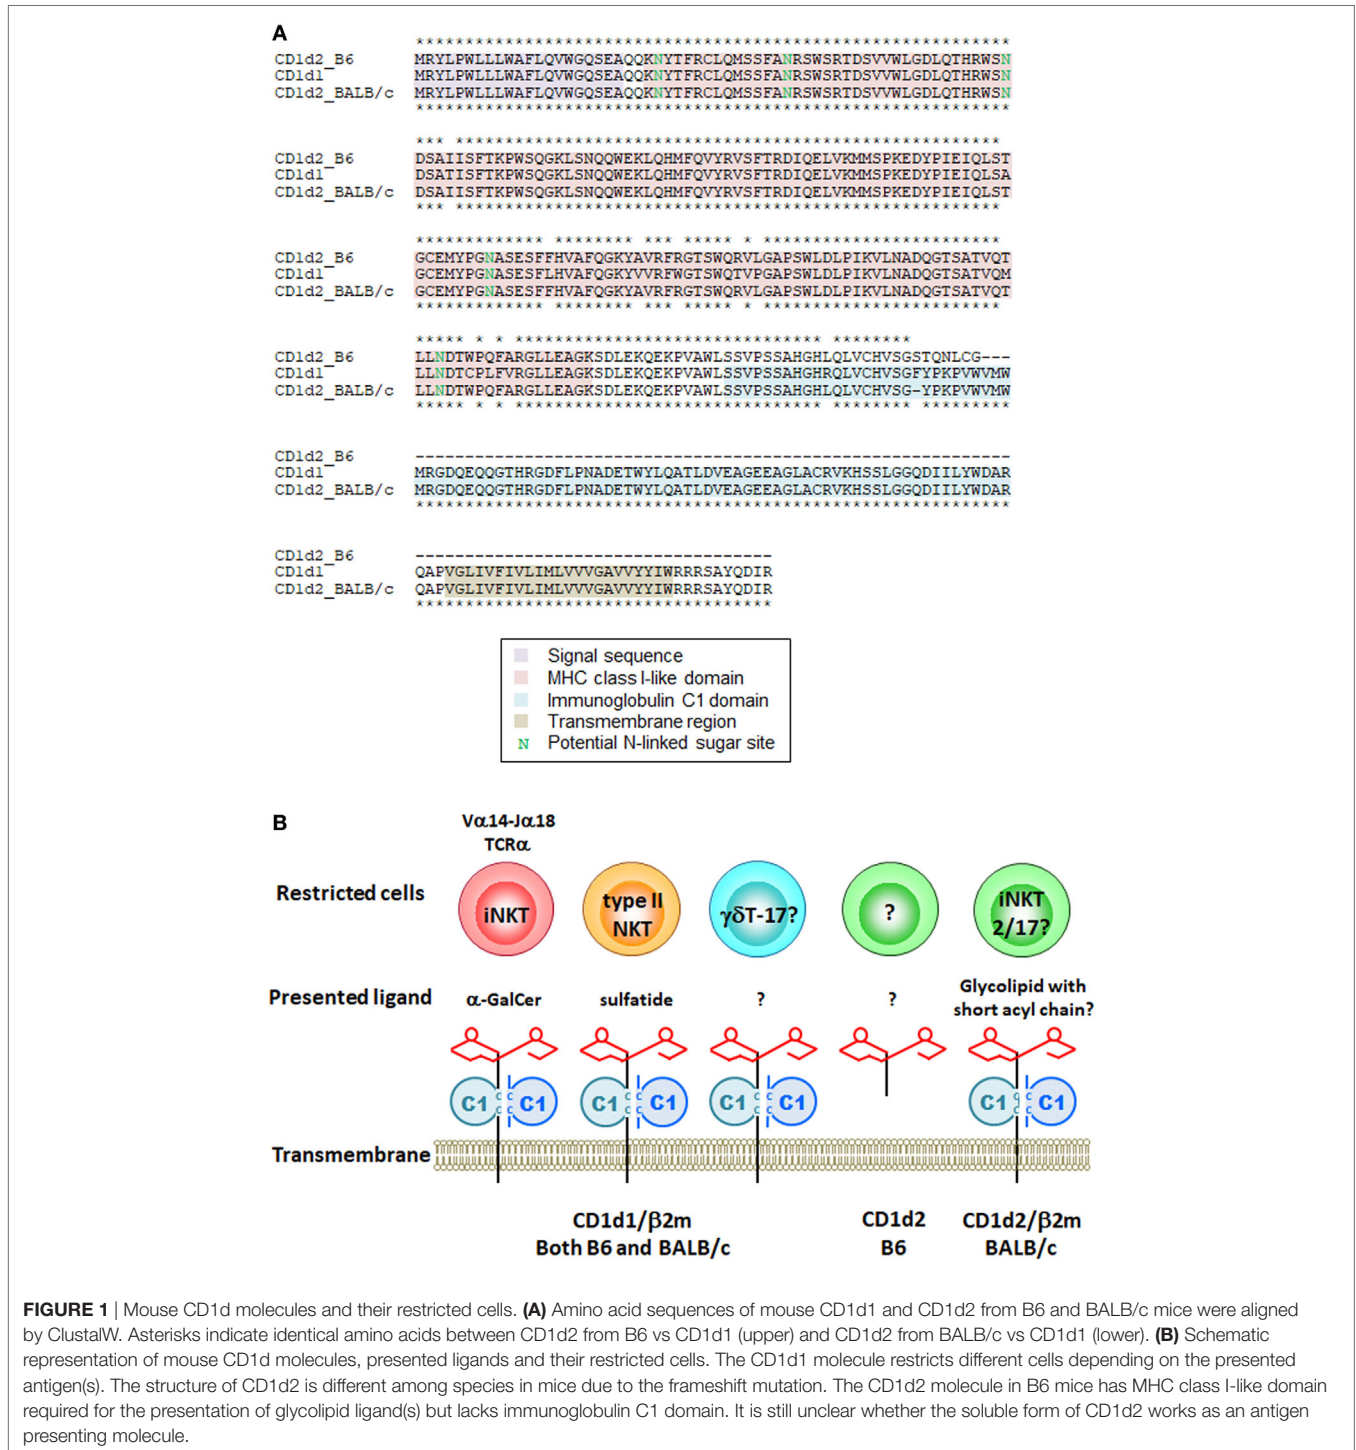 A
************************************************************
CD1d2_B6 MRYLPWLLLWAFLQVWGQSEAQQKNYTFRCLQMSSFANRSWSRTDSVVWLGDLQTHRWSN
CD1d1 MRYLPWLLLWAFLQVWGQSEAQQKNYTFRCLQMSSFANRSWSRTDSVVWLGDLQTHRWSN
CD1d2_BALB/c MRYLPWLLLWAFLQVWGQSEAQQKNYTFRCLQMSSFANRSWSRTDSVVWLGDLQTHRWSN
************************************************************
*** *******************************************************
CD1d2_B6 DSAIISFTKPWSQGKLSNQQWEKLQHMFQVYRVSFTRDIQELVKMMSPKEDYPIEIQLST
CD1d1 DSAIISFTKPWSQGKLSNQQWEKLQHMFQVYRVSFTRDIQELVKMMSPKEDYPIEIQLSA
CD1d2_BALB/c DSAIISFTKPWSQGKLSNQQWEKLQHMFQVYRVSFTRDIQELVKMMSPKEDYPIEIQLST
*** *******************************************************
************* ******** *** ***** * ************************
CD1d2_B6 GCEMYPGNASESFFHVAFQGKYAVRFRGTSWQRVLGAPSWLDLPIKVLNADQGTSATVQT
CD1d1 GCEMYPGNASESFLHVAFQGKYVVRFWGTSWQTVPGAPSWLDLPIKVLNADQGTSATVQM
CD1d2_BALB/c GCEMYPGNASESFFHVAFQGKYAVRFRGTSWQRVLGAPSWLDLPIKVLNADQGTSATVQT
************* ******** *** ***** * ************************
***** * * ******************************* ********
CD1d2_B6 LLNDTWPQFARGLLEAGKSDLEKQEKPVAWLSSVPSSAHGHLQLVCHVSGSTQNLCG---
CD1d1 LLNDTCPLFVRGLLEAGKSDLEKQEKPVAWLSSVPSSAHGHRQLVCHVSGFYPKPVWVMW
CD1d2_BALB/c LLNDTWPQFARGLLEAGKSDLEKQEKPVAWLSSVPSSAHGHLQLVCHVSG-YPKPVWVMW
***** * * ******************************* ******** *********
CD1d2_B6 ------------------------------------------------------------
CD1d1 MRGDQEQQGTHRGDFLPNADETWYLQATLDVEAGEEAGLACRVKHSSLGGQDIILYWDAR
CD1d2_BALB/c MRGDQEQQGTHRGDFLPNADETWYLQATLDVEAGEEAGLACRVKHSSLGGQDIILYWDAR
************************************************************
CD1d2_B6 ------------------------------------
CD1d1 QAPVGLIVFIVLIMLVVVGAVVYYIWRRRSAYQDIR
CD1d2_BALB/c QAPVGLIVFIVLIMLVVVGAVVYYIWRRRSAYQDIR
************************************
Signal sequence
MHC class I-like domain
Immunoglobulin C1 domain
Transmembrane region
N Potential N-linked sugar site
B
Vα14-Jα18
TCRα
Restricted cells
iNKT
type II
NKT
γδT-17?
?
iNKT
2/17?
Presented ligand
α-GalCer
sulfatide
?
?
Glycolipid with
short acyl chain?
C1 C C C C C1
C1 C C C C C1
C1 C C C C C1
C1 C C C C C1
Transmembrane
CD1d1/β2m
Both B6 and BALB/c
CD1d2
B6
CD1d2/β2m
BALB/c
FIGURE 1 | Mouse CD1d molecules and their restricted cells. (A) Amino acid sequences of mouse CD1d1 and CD1d2 from B6 and BALB/c mice were aligned
by ClustalW. Asterisks indicate identical amino acids between CD1d2 from B6 vs CD1d1 (upper) and CD1d2 from BALB/c vs CD1d1 (lower). (B) Schematic
representation of mouse CD1d molecules, presented ligands and their restricted cells. The CD1d1 molecule restricts different cells depending on the presented
antigen(s). The structure of CD1d2 is different among species in mice due to the frameshift mutation. The CD1d2 molecule in B6 mice has MHC class I-like domain
required for the presentation of glycolipid ligand(s) but lacks immunoglobulin C1 domain. It is still unclear whether the soluble form of CD1d2 works as an antigen
presenting molecule.